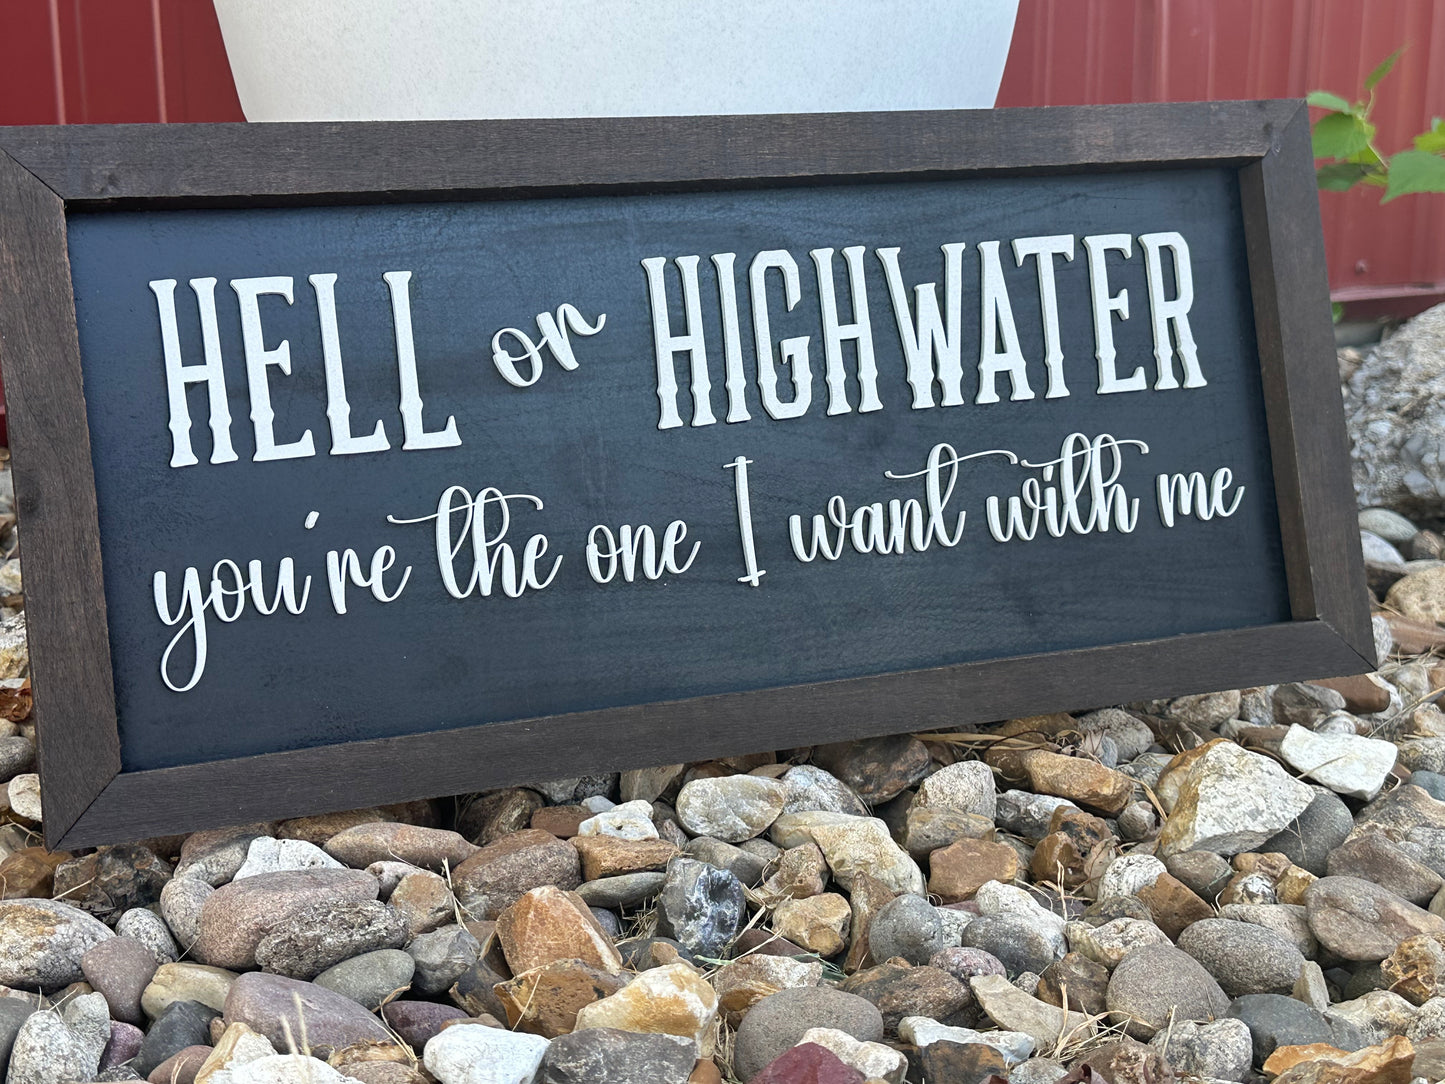 HELL or HIGHWATER
you're the one I want with me